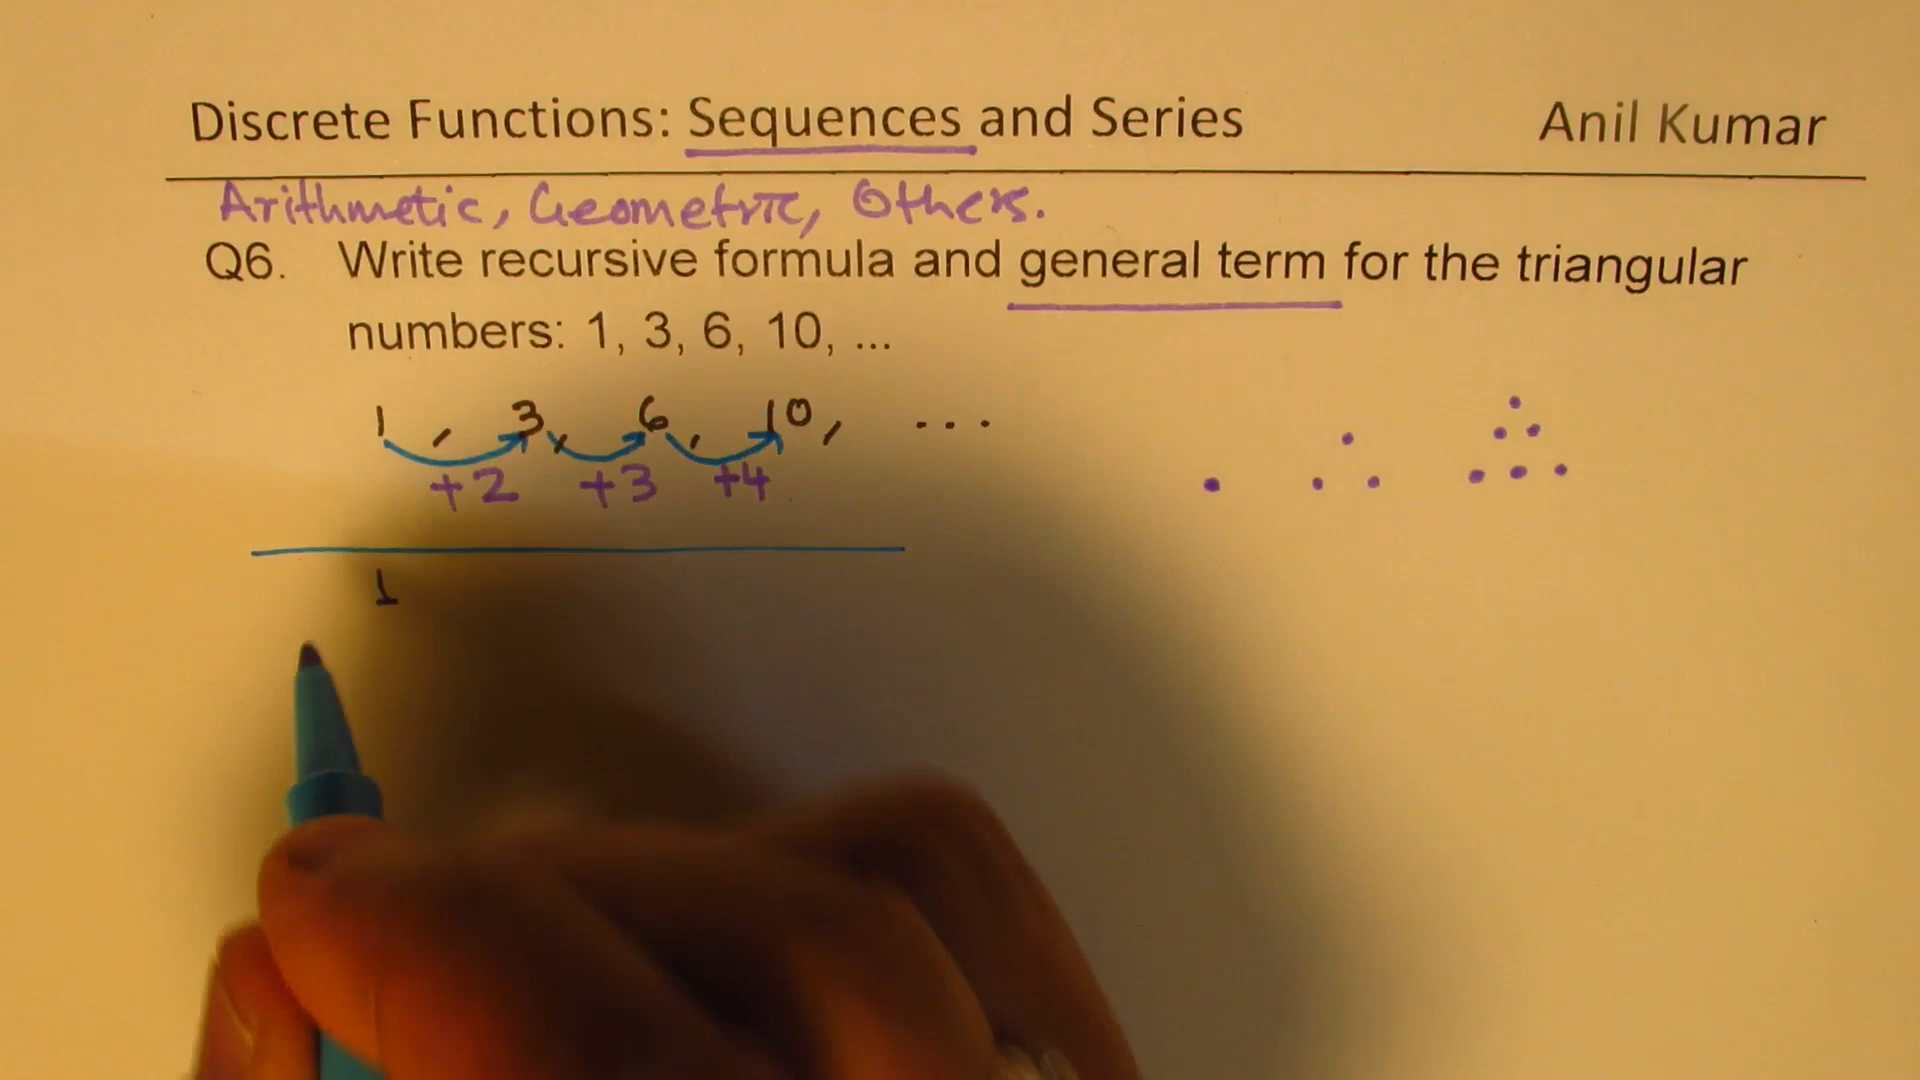 Discrete Functions: Sequences and Series Anil Kumar
Arithmetic, Geometric, Others.
Q6. Write recursive formula and general term for the triangular
numbers: 1, 3, 6, 10, ...
1, 3, 6, 10, ...
+2 +3 +4
1